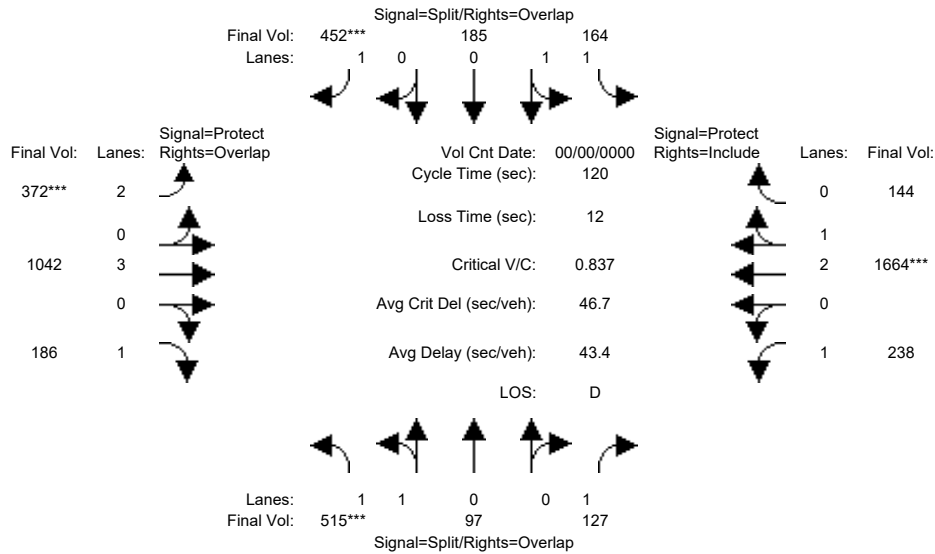 Signal=Split/Rights=Overlap
Final Vol: 452*** 185 164
Lanes: 1 0 0 1 1
Signal=Protect Signal=Protect
Final Vol: Lanes: Rights=Overlap Vol Cnt Date: 00/00/0000 Rights=Include Lanes: Final Vol:
Cycle Time (sec): 120
372*** 2 0 144
Loss Time (sec): 12
0 1
1042 3 Critical V/C: 0.837 2 1664***
0 Avg Crit Del (sec/veh): 46.7 0
186 1 Avg Delay (sec/veh): 43.4 1 238
LOS: D
Lanes: 1 1 0 0 1
Final Vol: 515*** 97 127
Signal=Split/Rights=Overlap